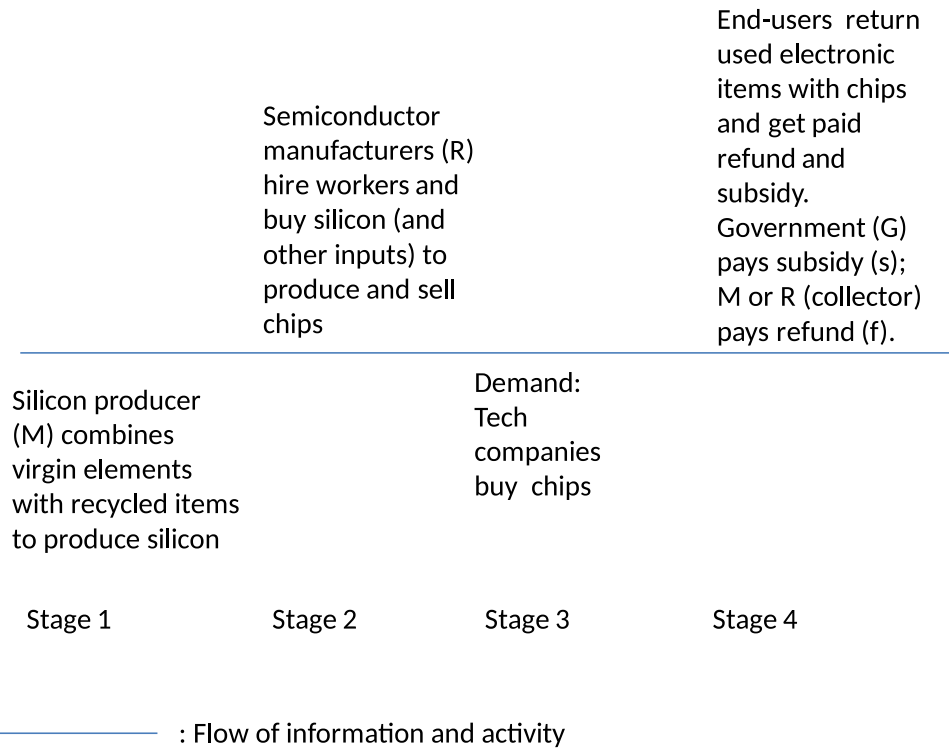 End-users return
used electronic
items with chips
and get paid
refund and
subsidy.
Government (G)
pays subsidy (s);
M or R (collector)
pays refund (f).
Semiconductor
manufacturers (R)
hire workers and
buy silicon (and
other inputs) to
produce and sell
chips
Silicon producer
(M) combines
virgin elements
with recycled items
to produce silicon
Demand:
Tech
companies
buy chips
Stage 1
Stage 2
Stage 3
Stage 4
: Flow of information and activity